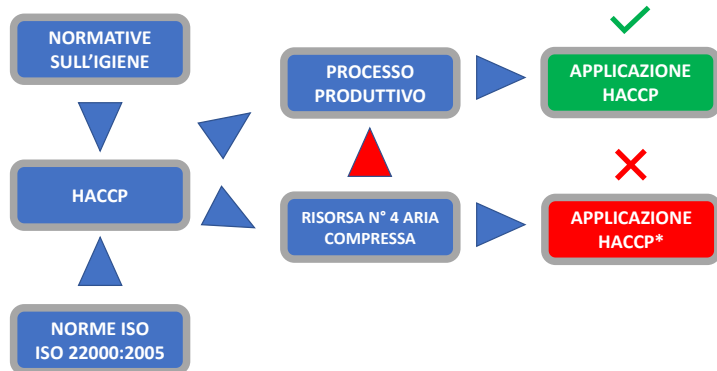 NORMATIVE
SULL'IGIENE
PROCESSO
PRODUTTIVO
APPLICAZIONE
HACCP
HACCP
RISORSA N° 4 ARIA
COMPRESSA
APPLICAZIONE
HACCP*
NORME ISO
ISO 22000:2005